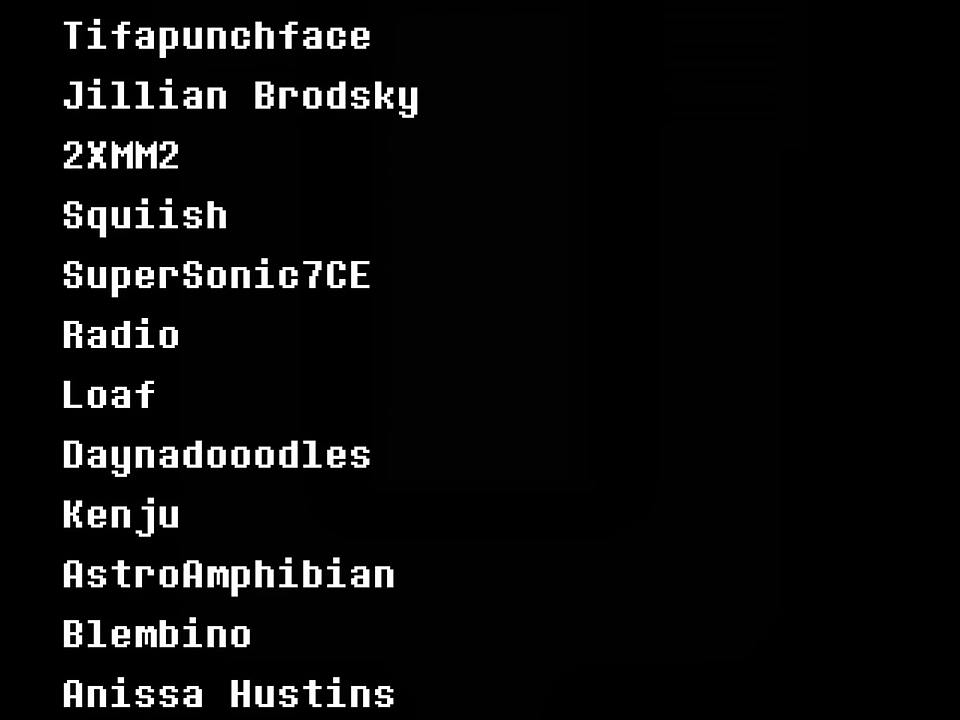 Tifapunchface
Jillian Brodsky
2XMM2
Squiish
SuperSonic7CE
Radio
Loaf
Daynadooodles
Kenju
AstroAmphibian
Blembino
Anissa Hustins